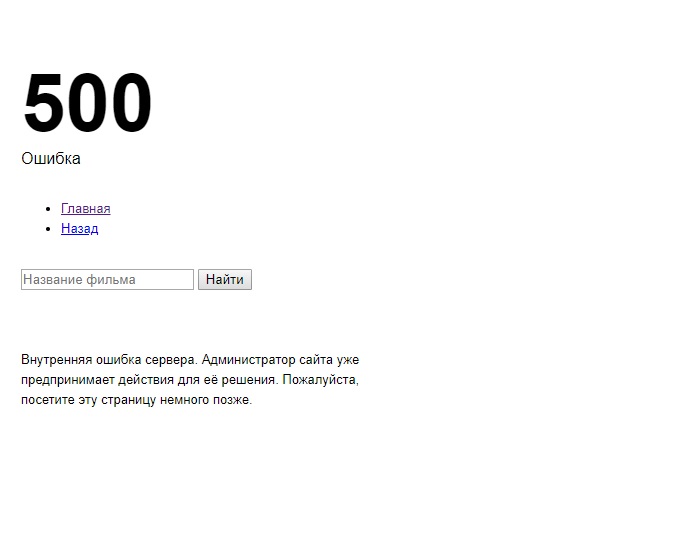 500
Ошибка
Главная
Назад
Название фильма Найти
Внутренняя ошибка сервера. Администратор сайта уже
предпринимает действия для её решения. Пожалуйста,
посетите эту страницу немного позже.